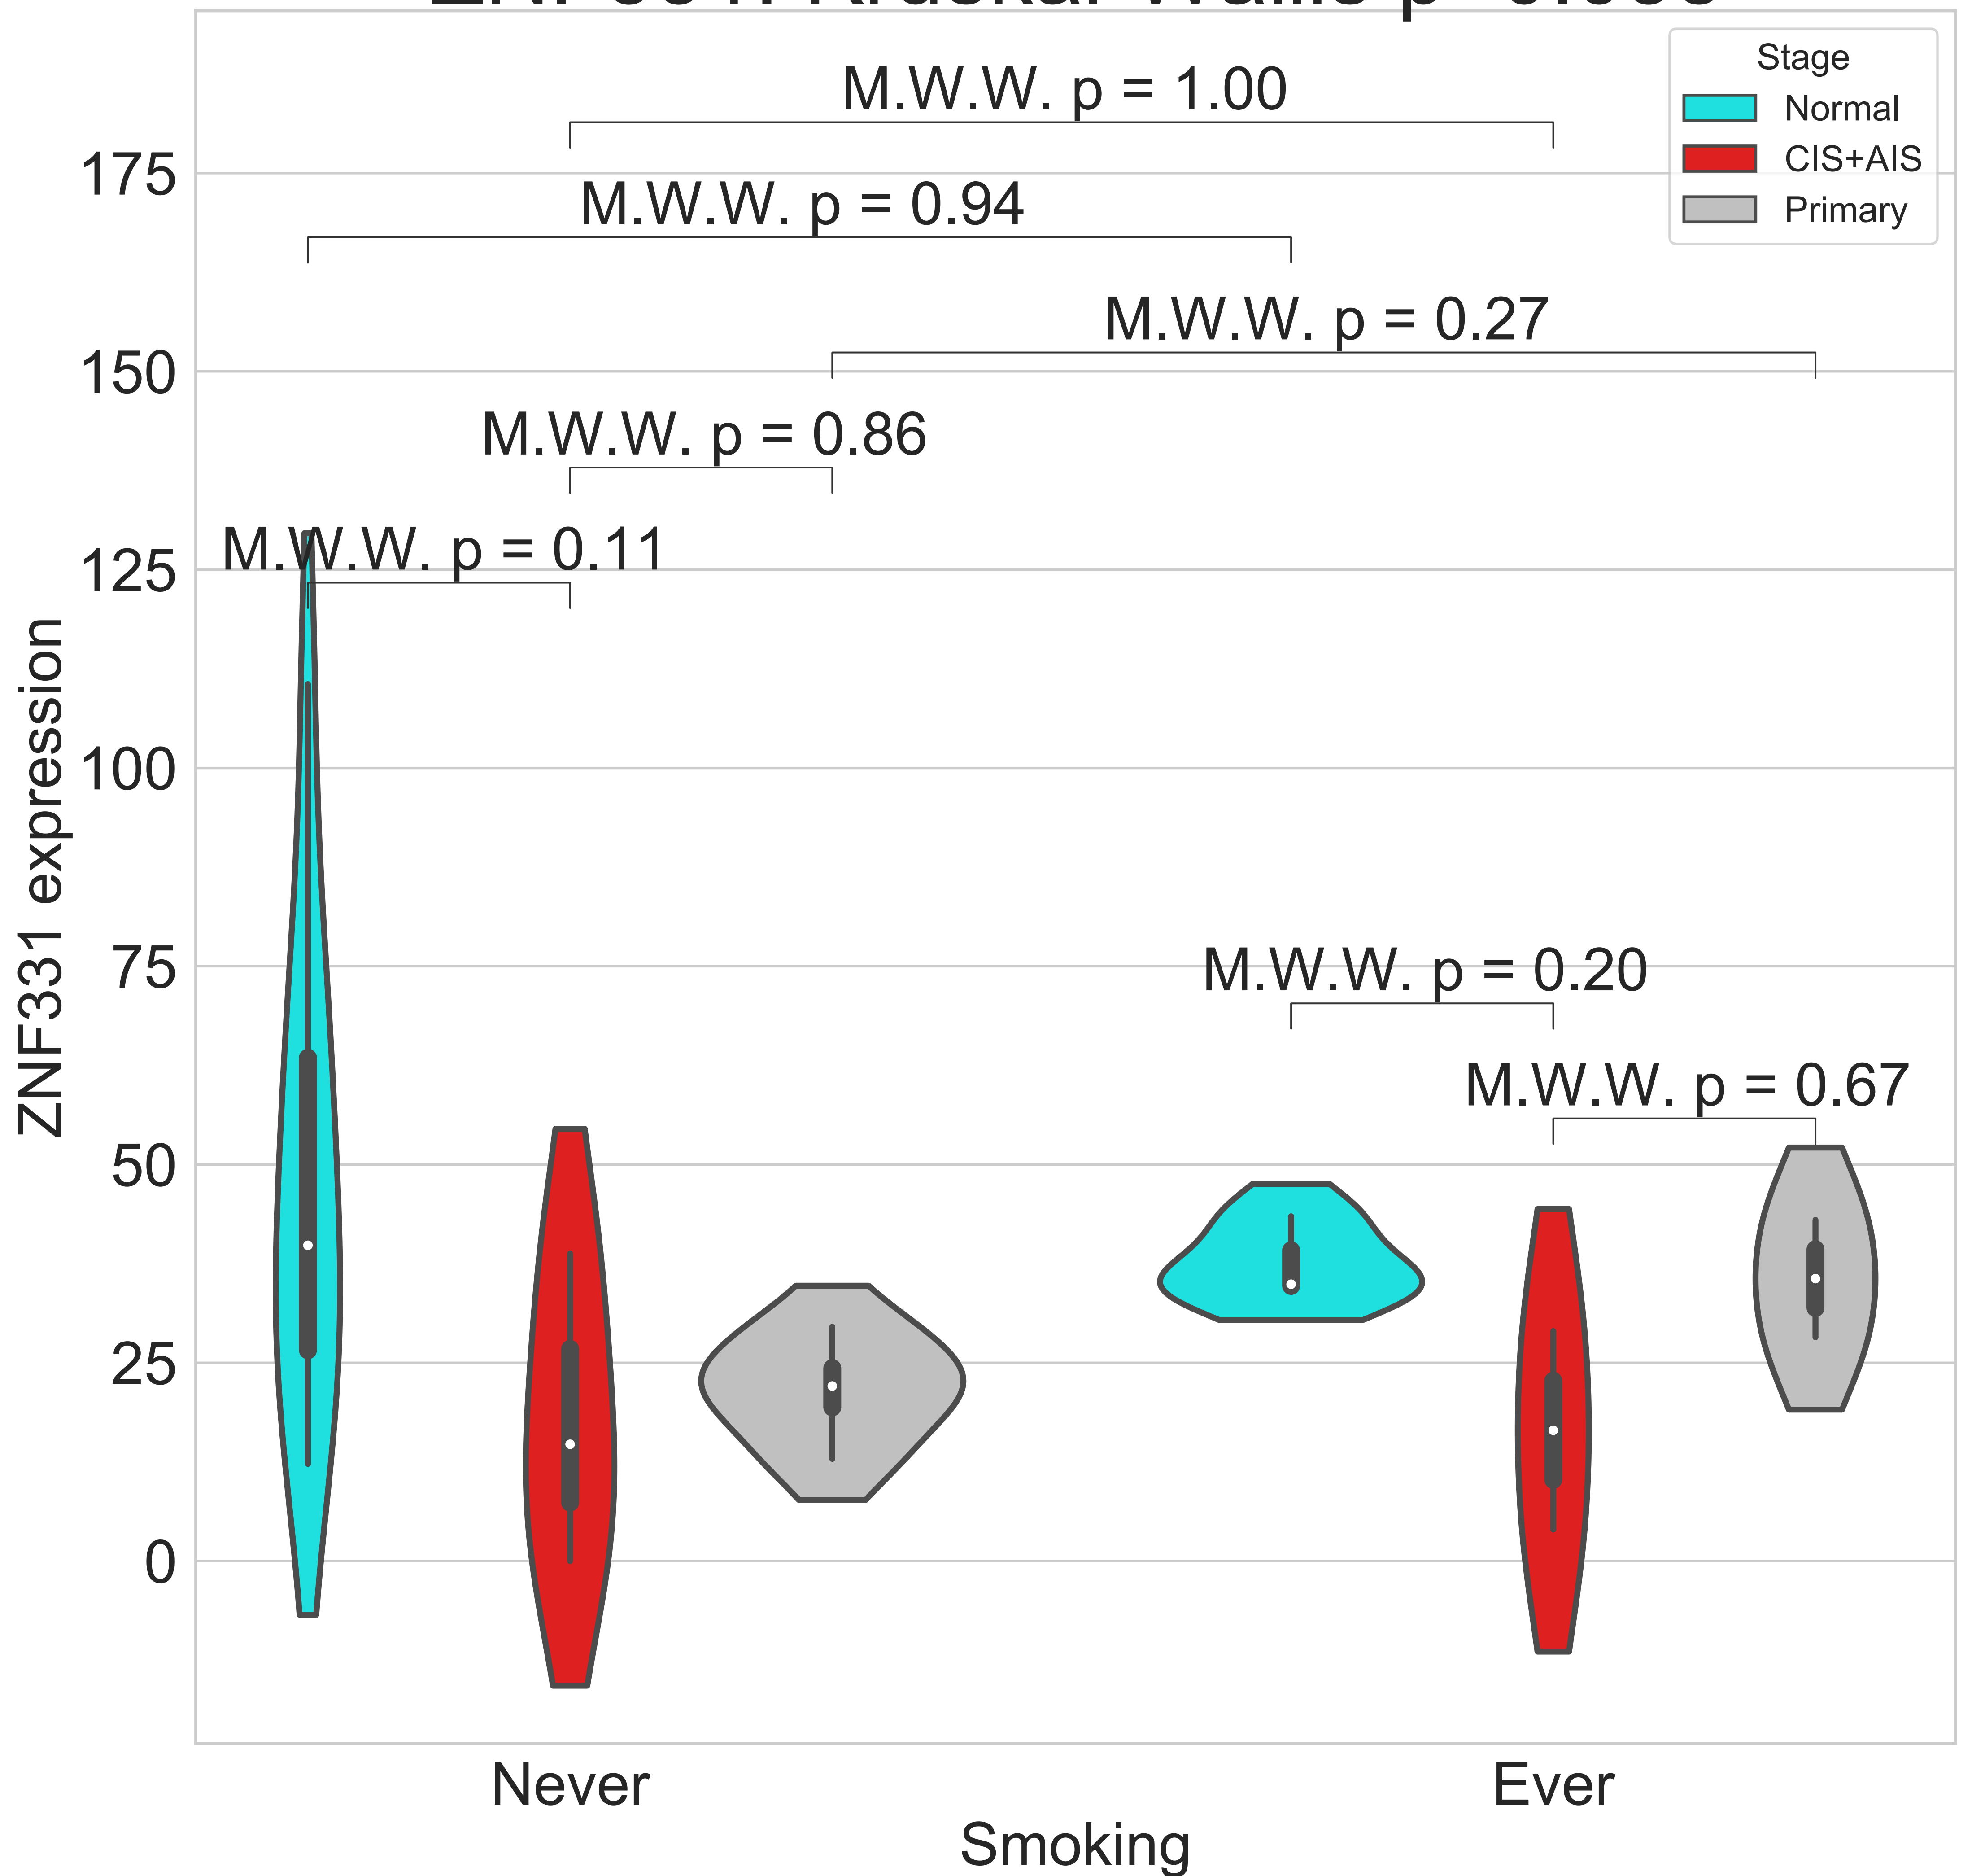 M.W.W. p = 1.00
M.W.W. p = 0.94
M.W.W. p = 0.27
M.W.W. p = 0.86
M.W.W. p = 0.11
M.W.W. p = 0.20
M.W.W. p = 0.67
Stage
Normal
CIS+AIS
Primary
ZNF331 expression
175
150
125
100
75
50
25
0
Never
Ever
Smoking